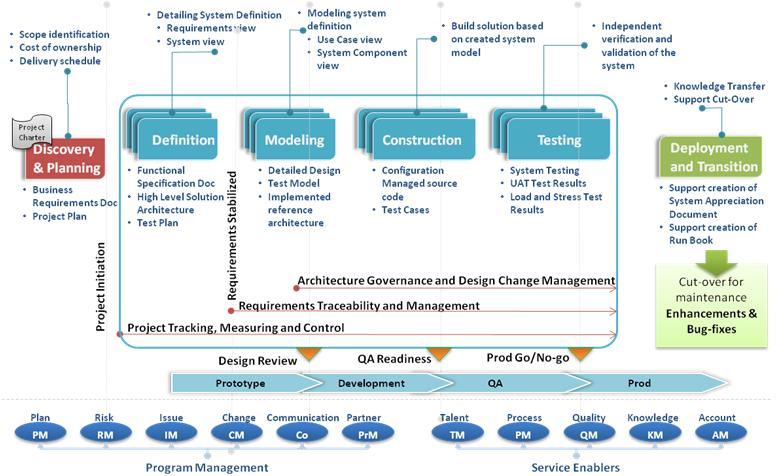 • Scope identification
• Cost of ownership
• Delivery schedule
• Detailing System Definition
• Requirements view
• System view
• Modeling system
definition
• Use Case view
• System Component
view
• Build solution based
on created system
model
• Independent
verification and
validation of the
system
• Knowledge Transfer
• Support Cut-Over
Project
Charter
Discovery
& Planning
Definition
Modeling
Construction
Testing
Deployment
and Transition
• Business
Requirements Doc
• Project Plan
• Functional
Specification Doc
• High Level Solution
Architecture
• Test Plan
• Detailed Design
• Test Model
• Implemented
reference
architecture
• Configuration
Managed source
code
• Test Cases
• System Testing
• UAT Test Results
• Load and Stress Test
Results
• Support creation of
System Appreciation
Document
• Support creation of
Run Book
Project Initiation
Requirements Stabilized
Architecture Governance and Design Change Management
Requirements Traceability and Management
Project Tracking, Measuring and Control
Cut-over for
maintenance
Enhancements &
Bug-fixes
Design Review
QA Readiness
Prod Go/No-go
Prototype
Development
QA
Prod
Plan
PM
Risk
RM
Issue
IM
Change
CM
Communication
Co
Partner
PrM
Talent
TM
Process
PM
Quality
QM
Knowledge
KM
Account
AM
Program Management
Service Enablers